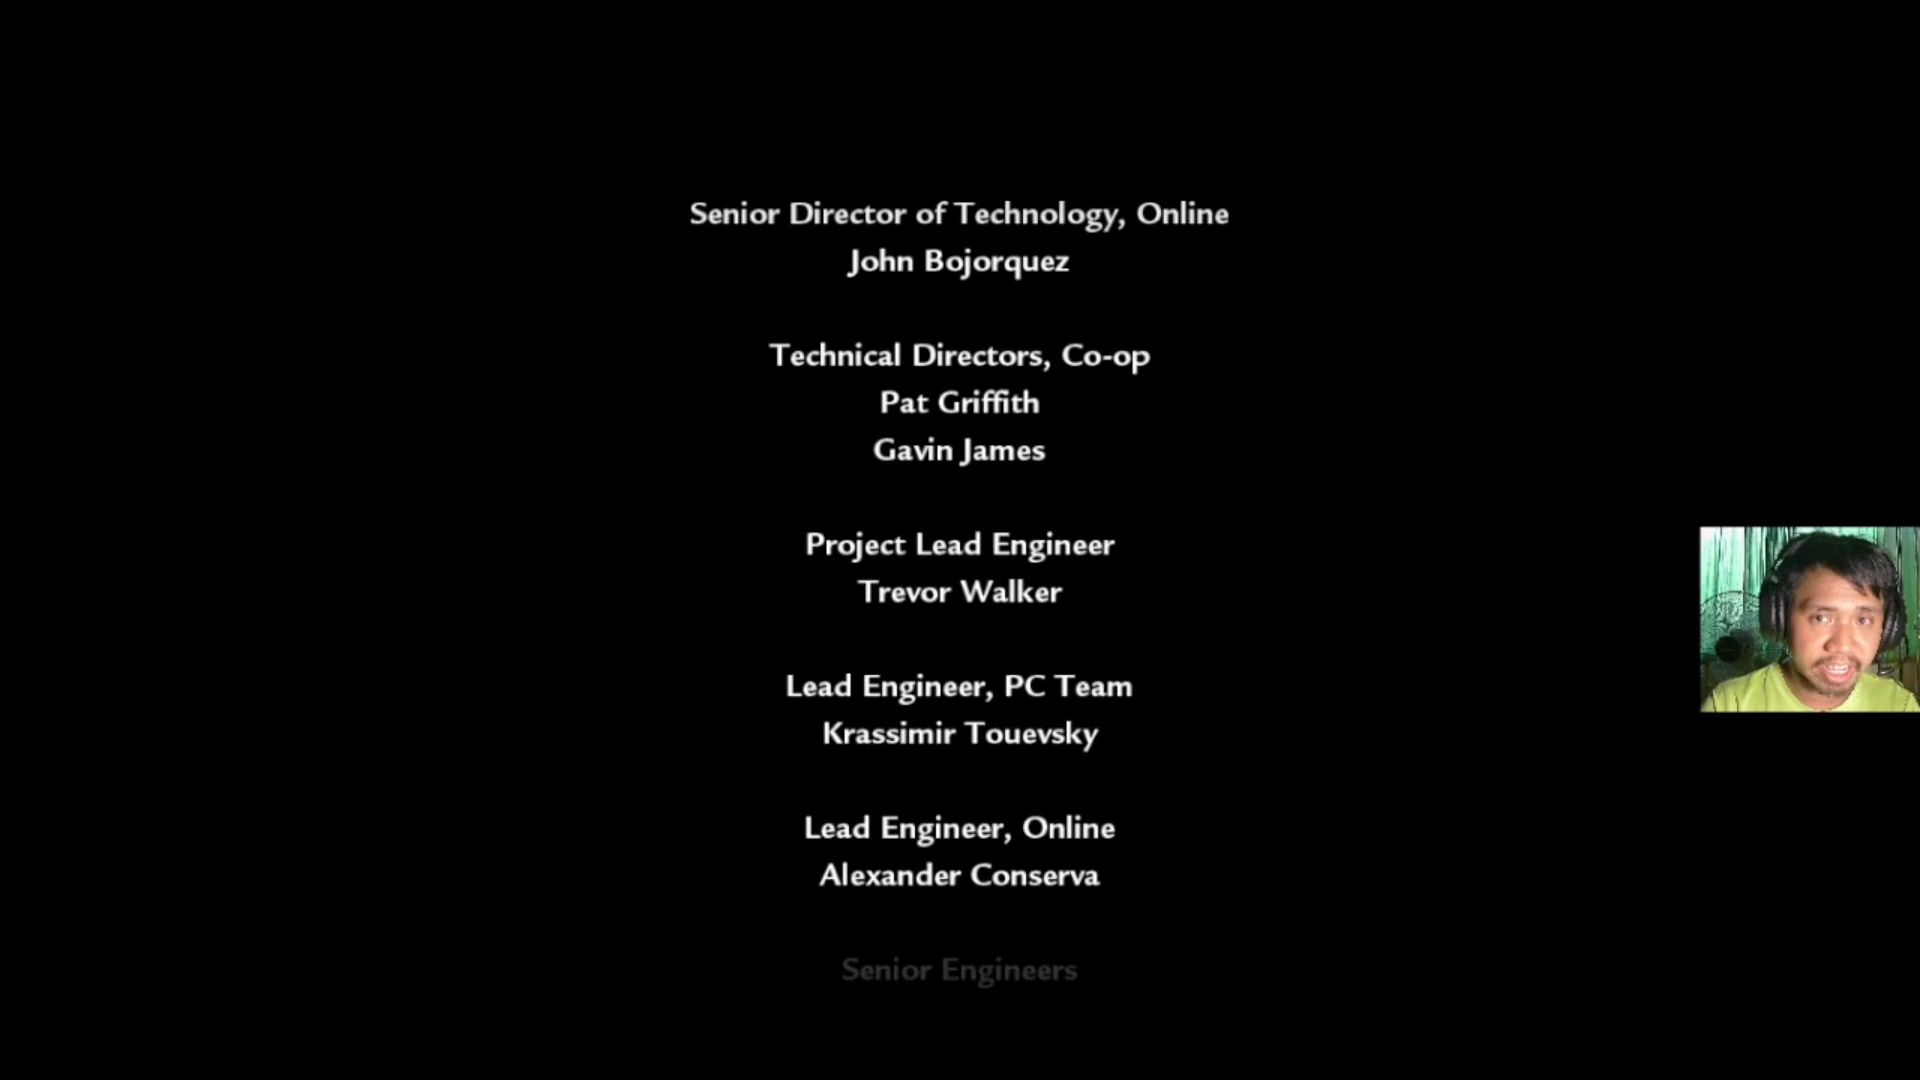 Senior Director of Technology, Online
John Bojorquez
Technical Directors, Co-op
Pat Griffith
Gavin James
Project Lead Engineer
Trevor Walker
Lead Engineer, PC Team
Krassimir Touevsky
Lead Engineer, Online
Alexander Conserva
Senior Engineers